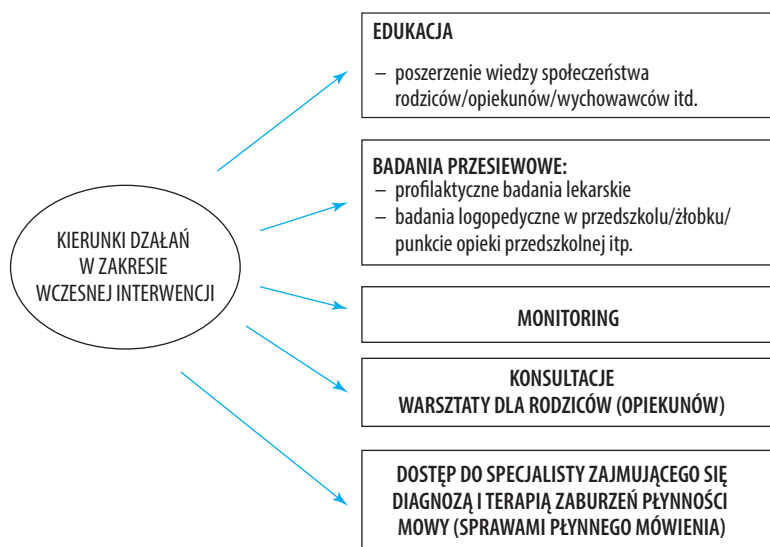 KIERUNKI DZAŁAŃ
W ZAKRESIE
WCZESNEJ INTERWENCJI
EDUKACJA
– poszerzenie wiedzy społeczeństwa
rodziców/opiekunów/wychowawców itd.
BADANIA PRZESIEWOWE:
– profilaktyczne badania lekarskie
– badania logopedyczne w przedszkolu/żłobku/
punkcie opieki przedszkolnej itp.
MONITORING
KONSULTACJE
WARSZTATY DLA RODZICÓW (OPIEKUNÓW)
DOSTĘP DO SPECJALISTY ZAJMUJĄCEGO SIĘ
DIAGNOZĄ I TERAPIĄ ZABURZEŃ PŁYNNOŚCI
MOWY (SPRAWAMI PŁYNNEGO MÓWIENIA)